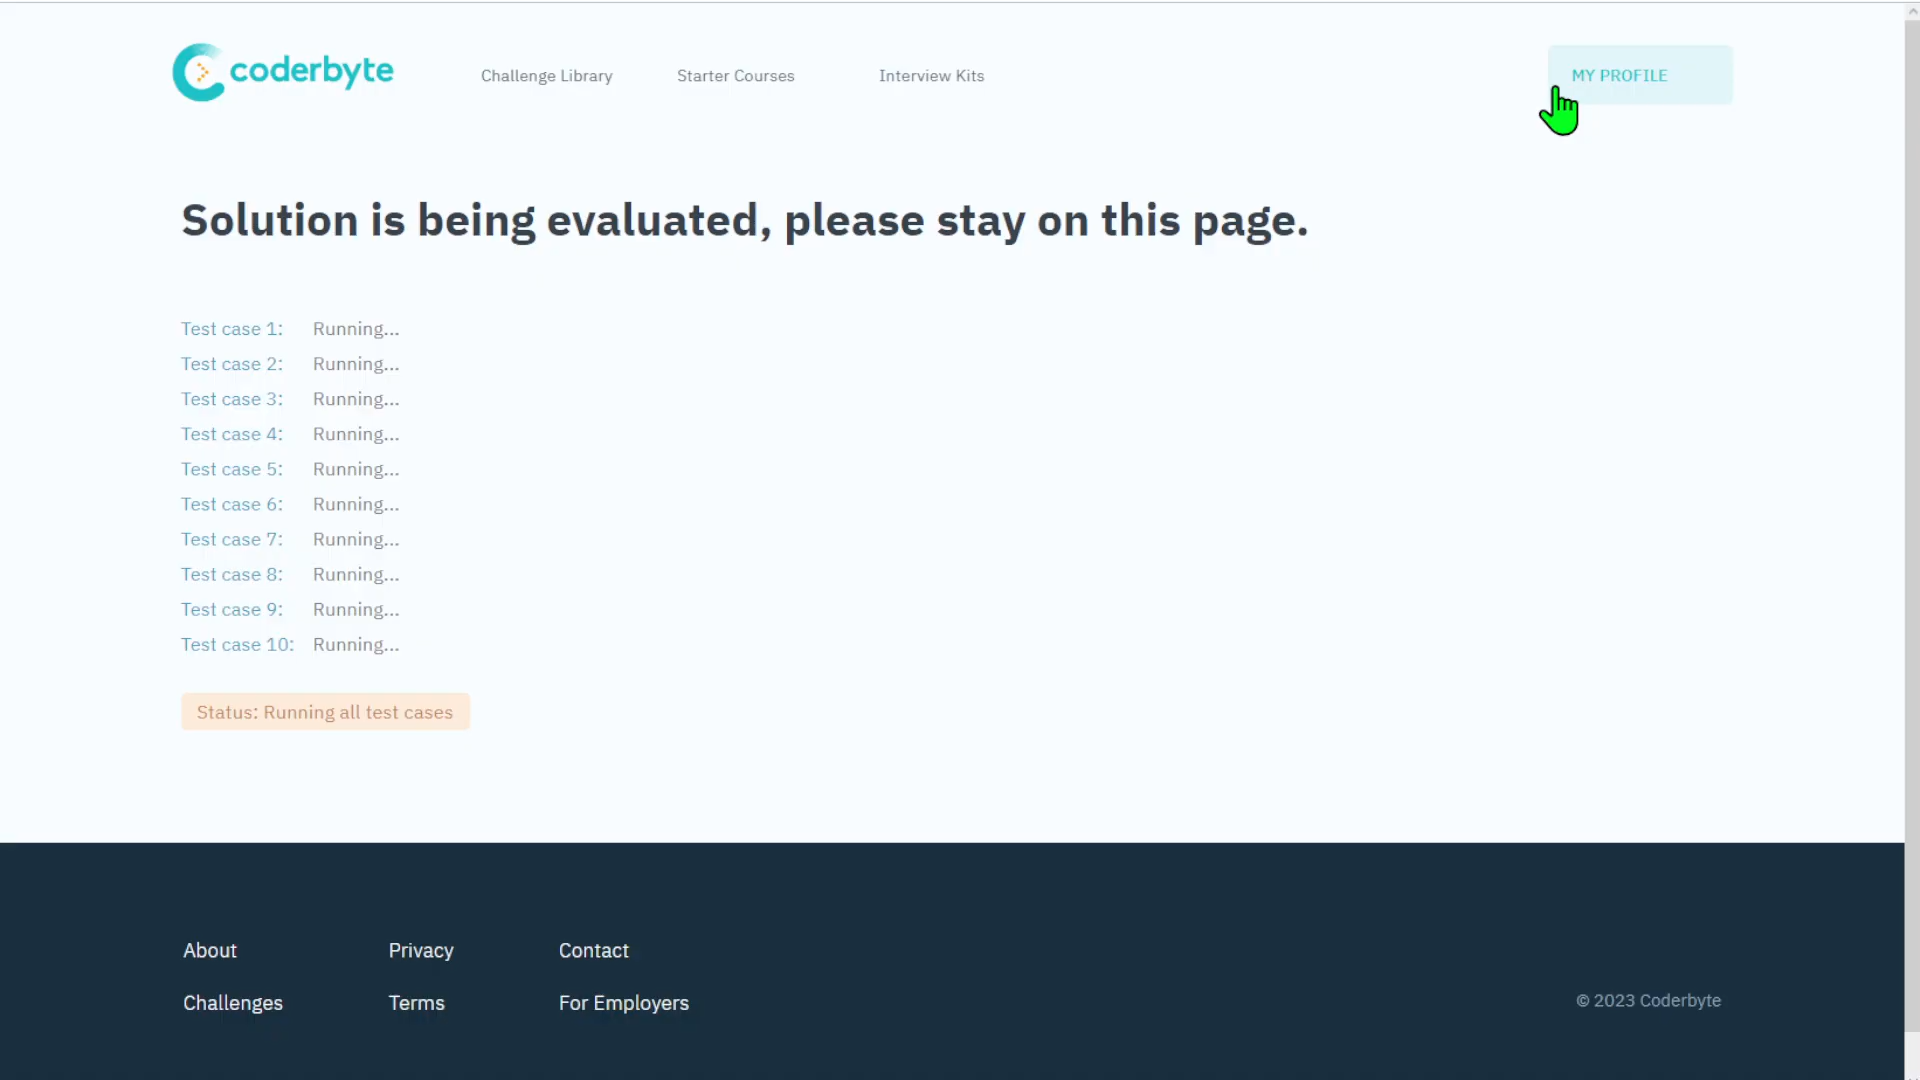 coderbyte Challenge Library Starter Courses Interview Kits MY PROFILE
Solution is being evaluated, please stay on this page.
Test case 1: Running...
Test case 2: Running...
Test case 3: Running...
Test case 4: Running...
Test case 5: Running...
Test case 6: Running...
Test case 7: Running...
Test case 8: Running...
Test case 9: Running...
Test case 10: Running...
Status: Running all test cases
About Privacy Contact
Challenges Terms For Employers
© 2023 Coderbyte